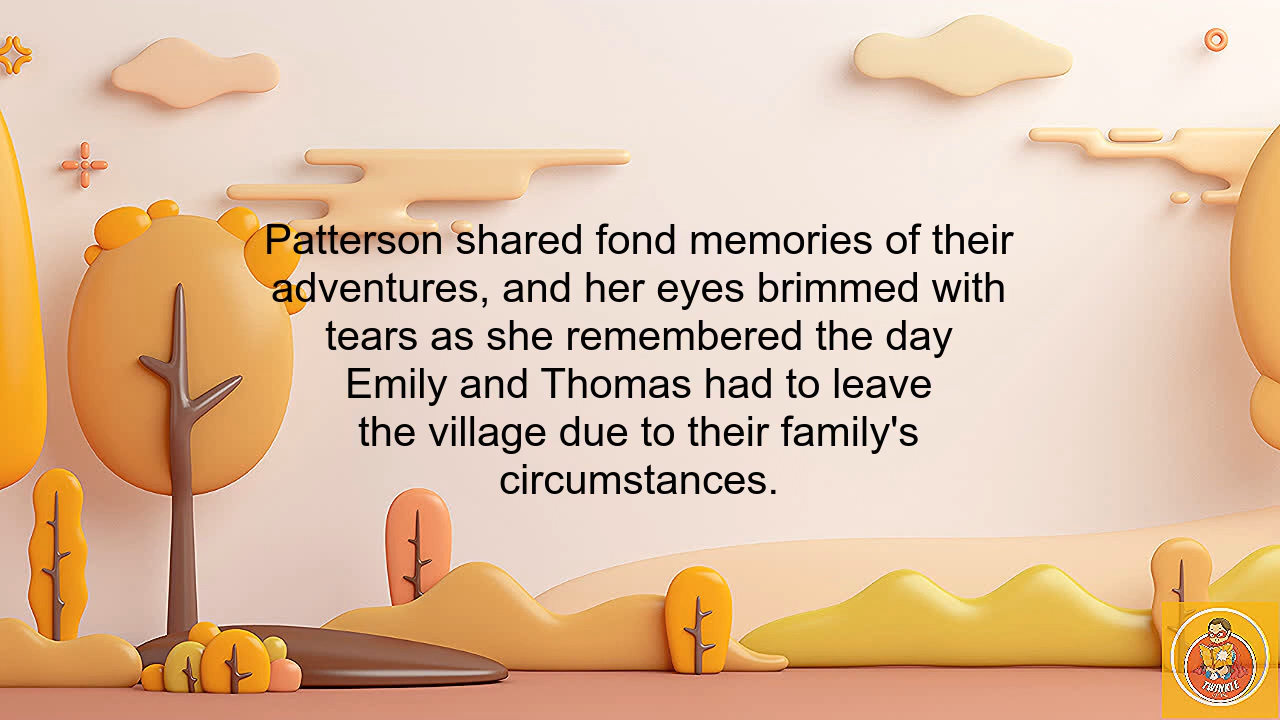 Patterson shared fond memories of their
adventures, and her eyes brimmed with
tears as she remembered the day
Emily and Thomas had to leave
the village due to their family's
circumstances.
TWINKLE